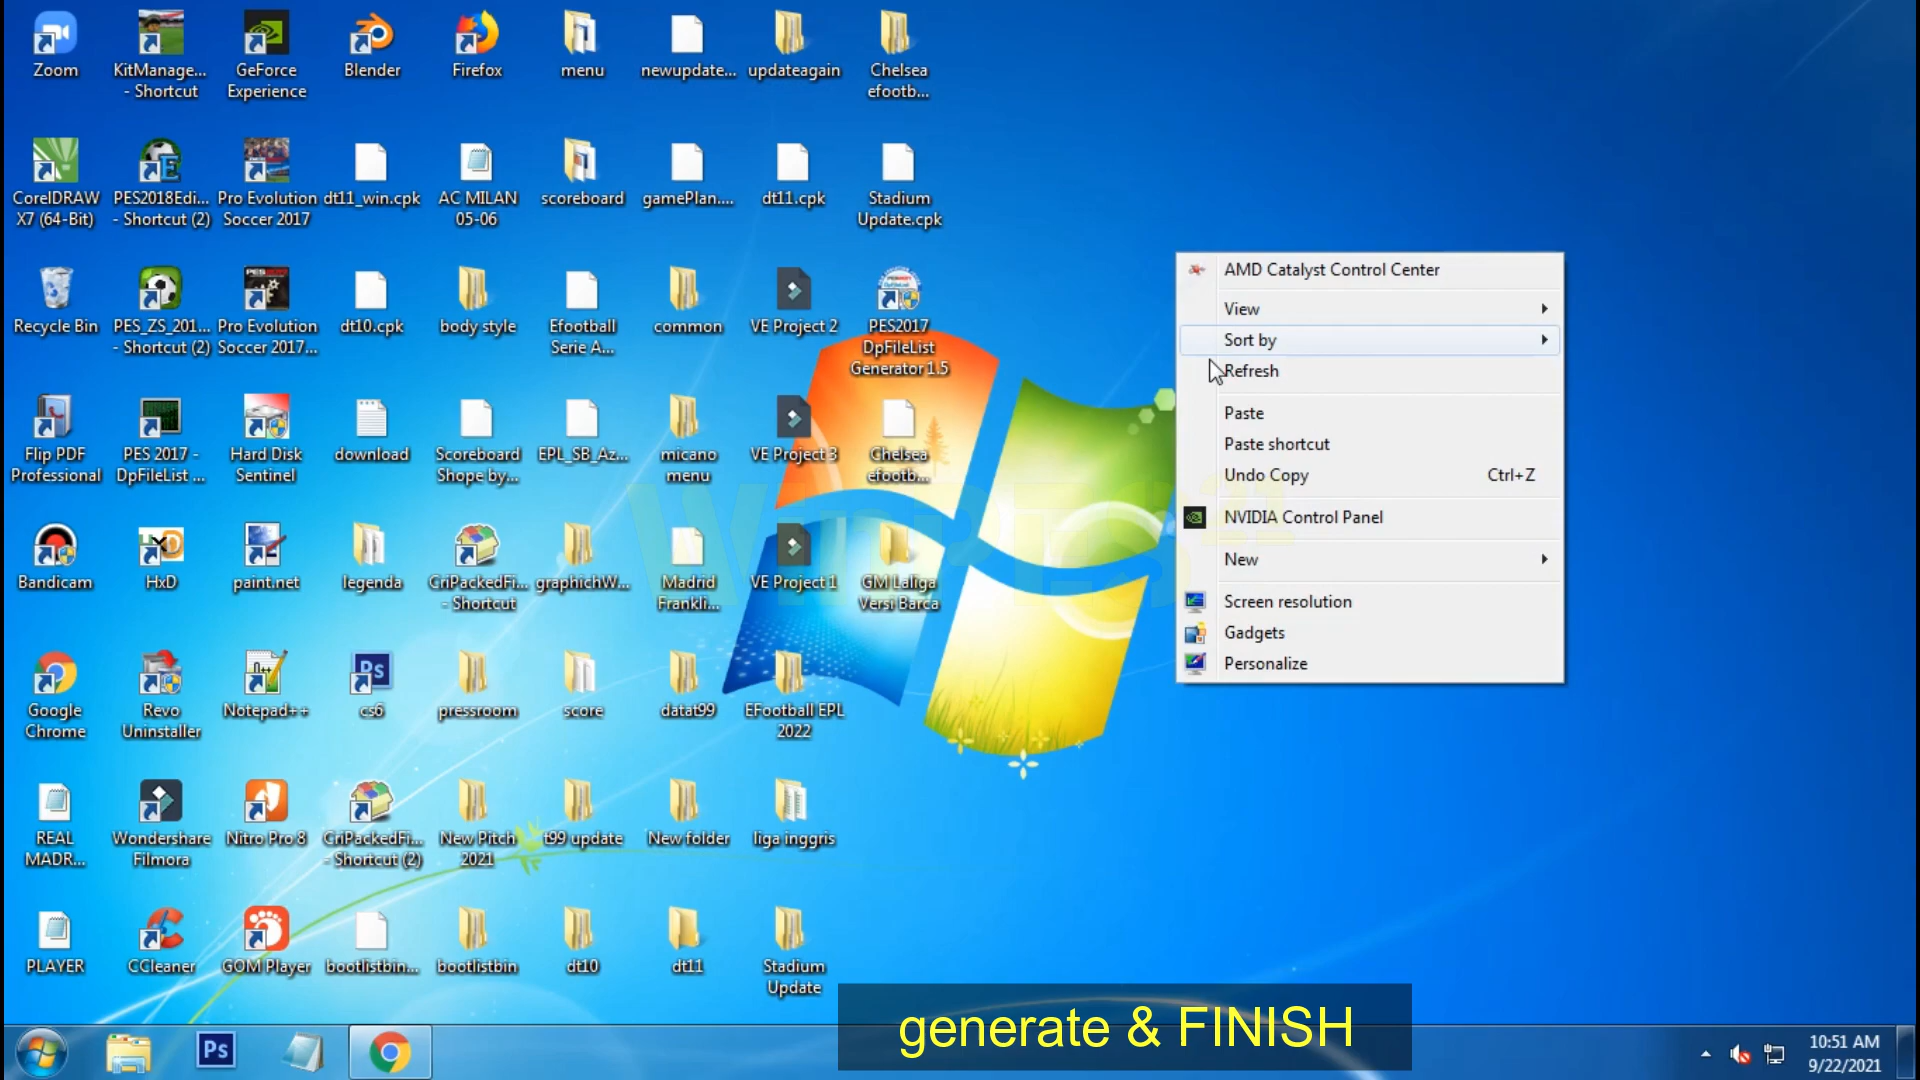 Zoom
KitManage...
- Shortcut
GeForce
Experience
Blender
Firefox
menu
newupdate...
updateagain
Chelsea
efootb...
CorelDRAW
X7 (64-Bit)
PES2018Edi...
- Shortcut (2)
Pro Evolution
Soccer 2017
dt11_win.cpk
AC MILAN
05-06
scoreboard
gamePlan....
dt11.cpk
Stadium
Update.cpk
Recycle Bin
PES_ZS_201...
- Shortcut (2)
Pro Evolution
Soccer 2017...
dt10.cpk
body style
Efootball
Serie A...
common
VE Project 2
PES2017
DpFileList
Generator 1.5
Flip PDF
Professional
PES 2017 -
DpFileList ...
Hard Disk
Sentinel
download
Scoreboard
Shope by...
EPL_SB_Az...
micano
menu
VE Project 3
Chelsea
efootb...
Bandicam
HxD
paint.net
legenda
CriPackedFi...
- Shortcut
graphichW...
Madrid
Frankli...
VE Project 1
GM Laliga
Versi Barca
Google
Chrome
Revo
Uninstaller
Notepad++
cs6
pressroom
score
datat99
EFootball EPL
2022
REAL
MADR...
Wondershare
Filmora
Nitro Pro 8
CriPackedFi...
- Shortcut (2)
New Pitch
2021
t99 update
New folder
liga inggris
PLAYER
CCleaner
GOM Player
bootlistbin...
bootlistbin
dt10
dt11
Stadium
Update
AMD Catalyst Control Center
View
Sort by
Refresh
Paste
Paste shortcut
Undo Copy Ctrl+Z
NVIDIA Control Panel
New
Screen resolution
Gadgets
Personalize
WinPES21
generate & FINISH
Ps
10:51 AM
9/22/2021